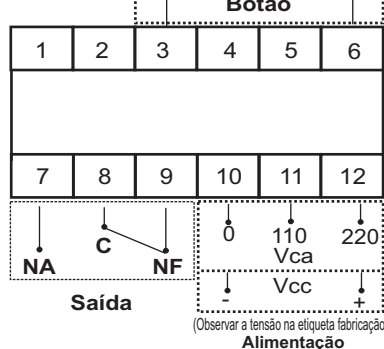 Botão
1 2 3 4 5 6
7 8 9 10 11 12
0 110 220
NA C NF Vca
Vcc
- +
Saída
(Observar a tensão na etiqueta fabricação
Alimentação